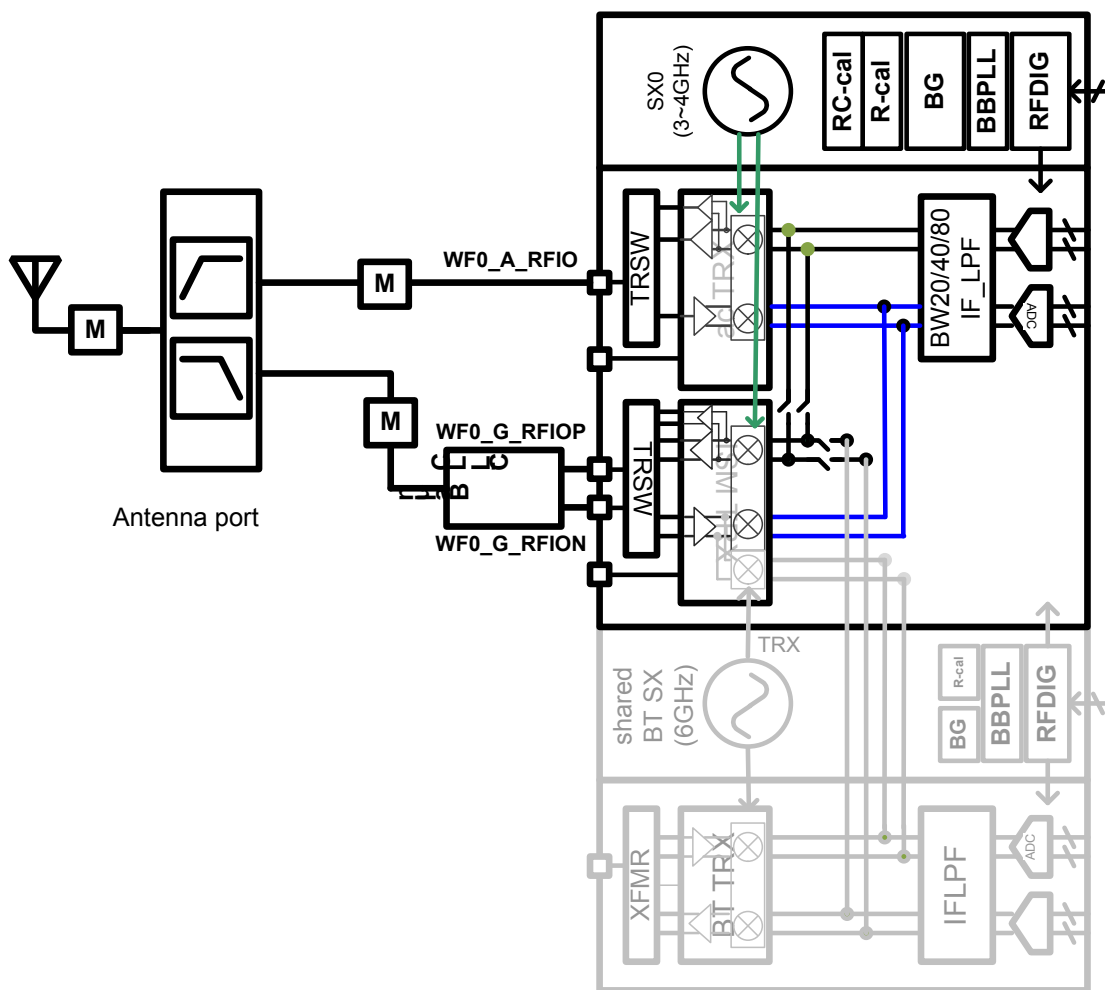 SX0
(3~4GHz)
RC-cal
R-cal
BG
BBPLL
RFDIG
WF0_A_RFIO
M
M
TRSW
BW20/40/80
IF_LPF
ADC
M
WF0_G_RFIOP
TRSW
Antenna port
WF0_G_RFION
TRX
shared
BT SX
(6GHz)
R-cal
BG
BBPLL
RFDIG
XFMR
BT TRX
IFLPF
ADC